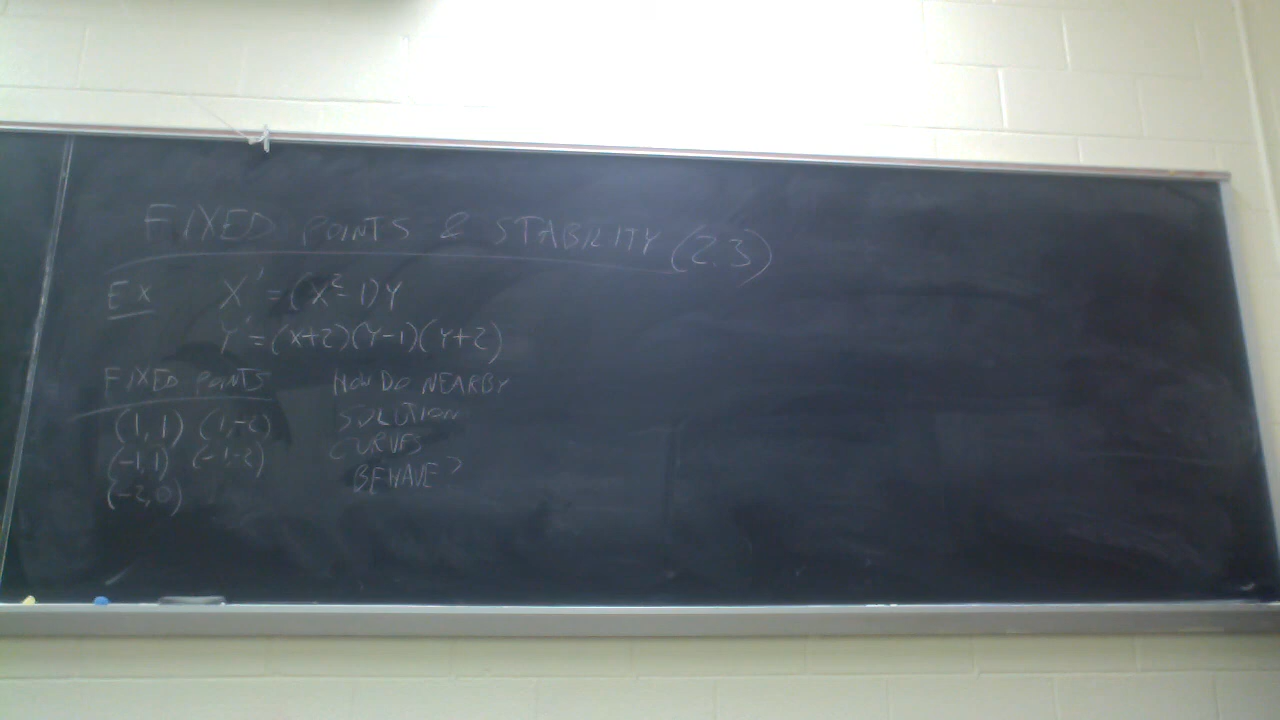 FIXED POINTS & STABILITY (2.3)
EX X' = (X²-1)Y
Y' = (X+2)(Y-1)(Y+2)
FIXED POINTS
(1,1) (1,-2)
(-1,1) (-1,-2)
(-2,0)
HOW DO NEARBY
SOLUTION
CURVES
BEHAVE?